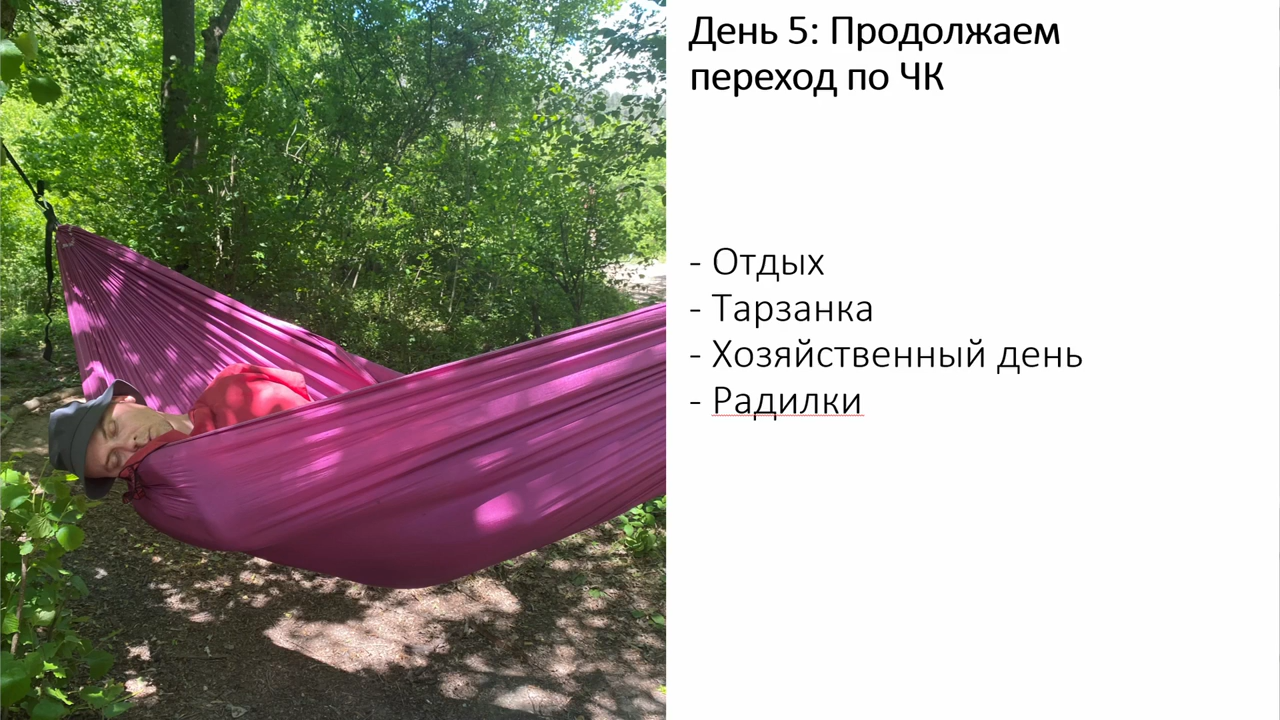 День 5: Продолжаем
переход по ЧК
- Отдых
- Тарзанка
- Хозяйственный день
- Радилки